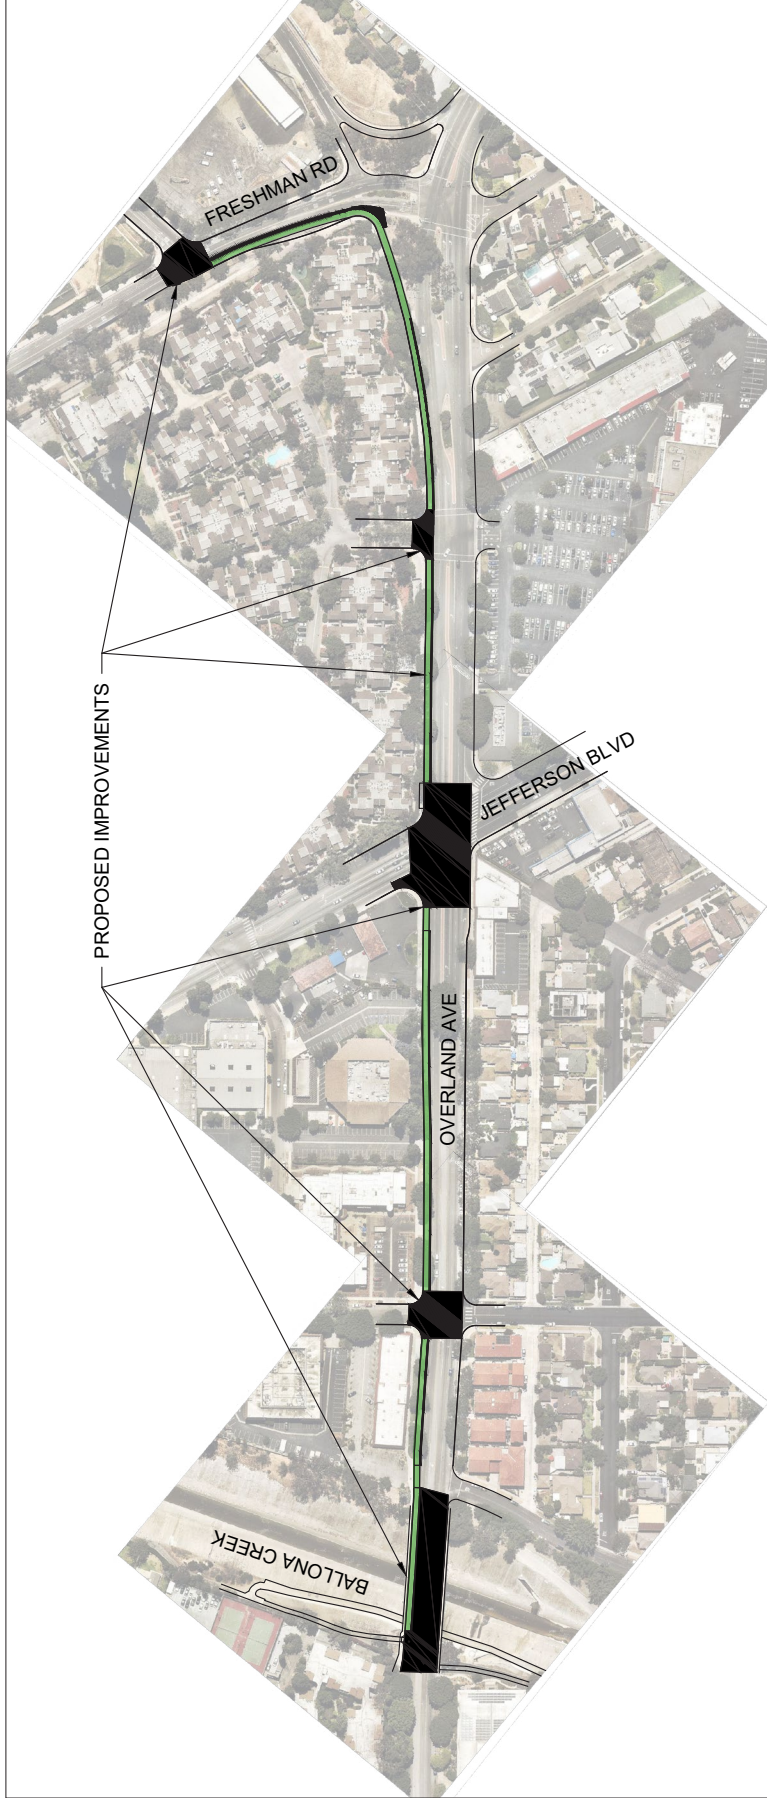 FRESHMAN RD
PROPOSED IMPROVEMENTS
JEFFERSON BLVD
OVERLAND AVE
BALLONA CREEK